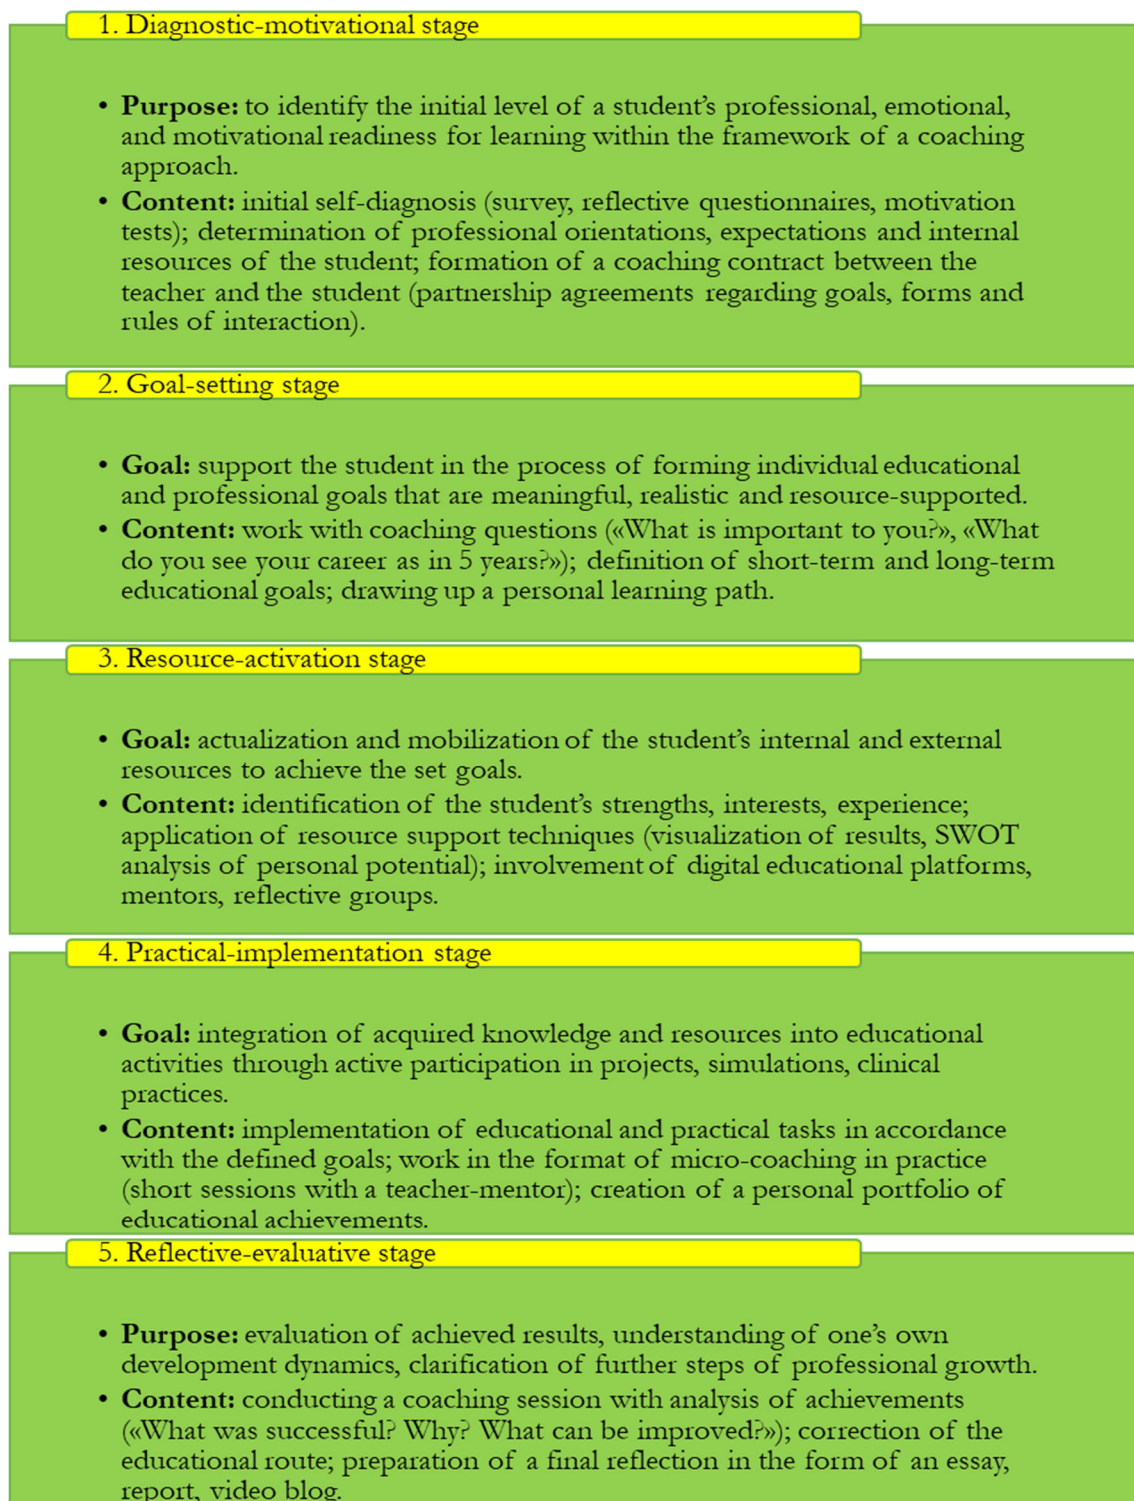 1. Diagnostic-motivational stage
• Purpose: to identify the initial level of a student’s professional, emotional,
and motivational readiness for learning within the framework of a coaching
approach.
• Content: initial self-diagnosis (survey, reflective questionnaires, motivation
tests); determination of professional orientations, expectations and internal
resources of the student; formation of a coaching contract between the
teacher and the student (partnership agreements regarding goals, forms and
rules of interaction).
2. Goal-setting stage
• Goal: support the student in the process of forming individual educational
and professional goals that are meaningful, realistic and resource-supported.
• Content: work with coaching questions («What is important to you?», «What
do you see your career as in 5 years?»); definition of short-term and long-term
educational goals; drawing up a personal learning path.
3. Resource-activation stage
• Goal: actualization and mobilization of the student’s internal and external
resources to achieve the set goals.
• Content: identification of the student’s strengths, interests, experience;
application of resource support techniques (visualization of results, SWOT
analysis of personal potential); involvement of digital educational platforms,
mentors, reflective groups.
4. Practical-implementation stage
• Goal: integration of acquired knowledge and resources into educational
activities through active participation in projects, simulations, clinical
practices.
• Content: implementation of educational and practical tasks in accordance
with the defined goals; work in the format of micro-coaching in practice
(short sessions with a teacher-mentor); creation of a personal portfolio of
educational achievements.
5. Reflective-evaluative stage
• Purpose: evaluation of achieved results, understanding of one’s own
development dynamics, clarification of further steps of professional growth.
• Content: conducting a coaching session with analysis of achievements
(«What was successful? Why? What can be improved?»); correction of the
educational route; preparation of a final reflection in the form of an essay,
report, video blog.